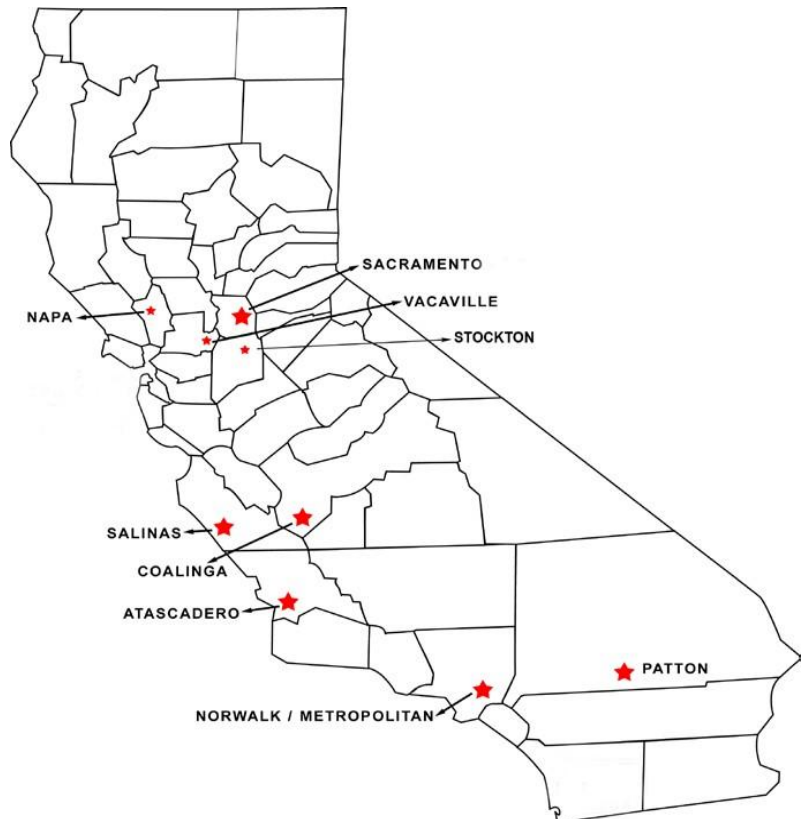 SACRAMENTO
VACAVILLE
NAPA
STOCKTON
SALINAS
COALINGA
ATASCADERO
PATTON
NORWALK / METROPOLITAN